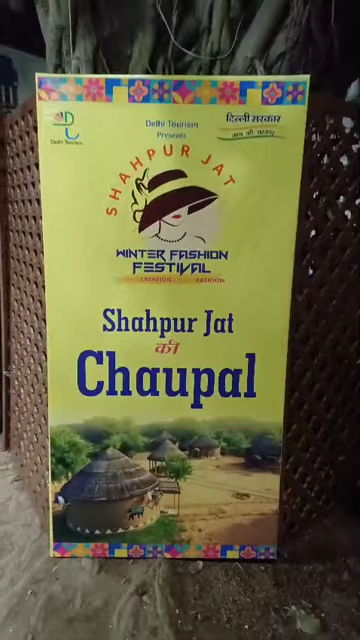 Delhi Tourism
Delhi Tourism
Presents
दिल्ली सरकार
आप की सरकार
SHAHPUR JAT
WINTER FASHION
FESTIVAL
CREATION
FASHION
Shahpur Jat
की
Chaupal